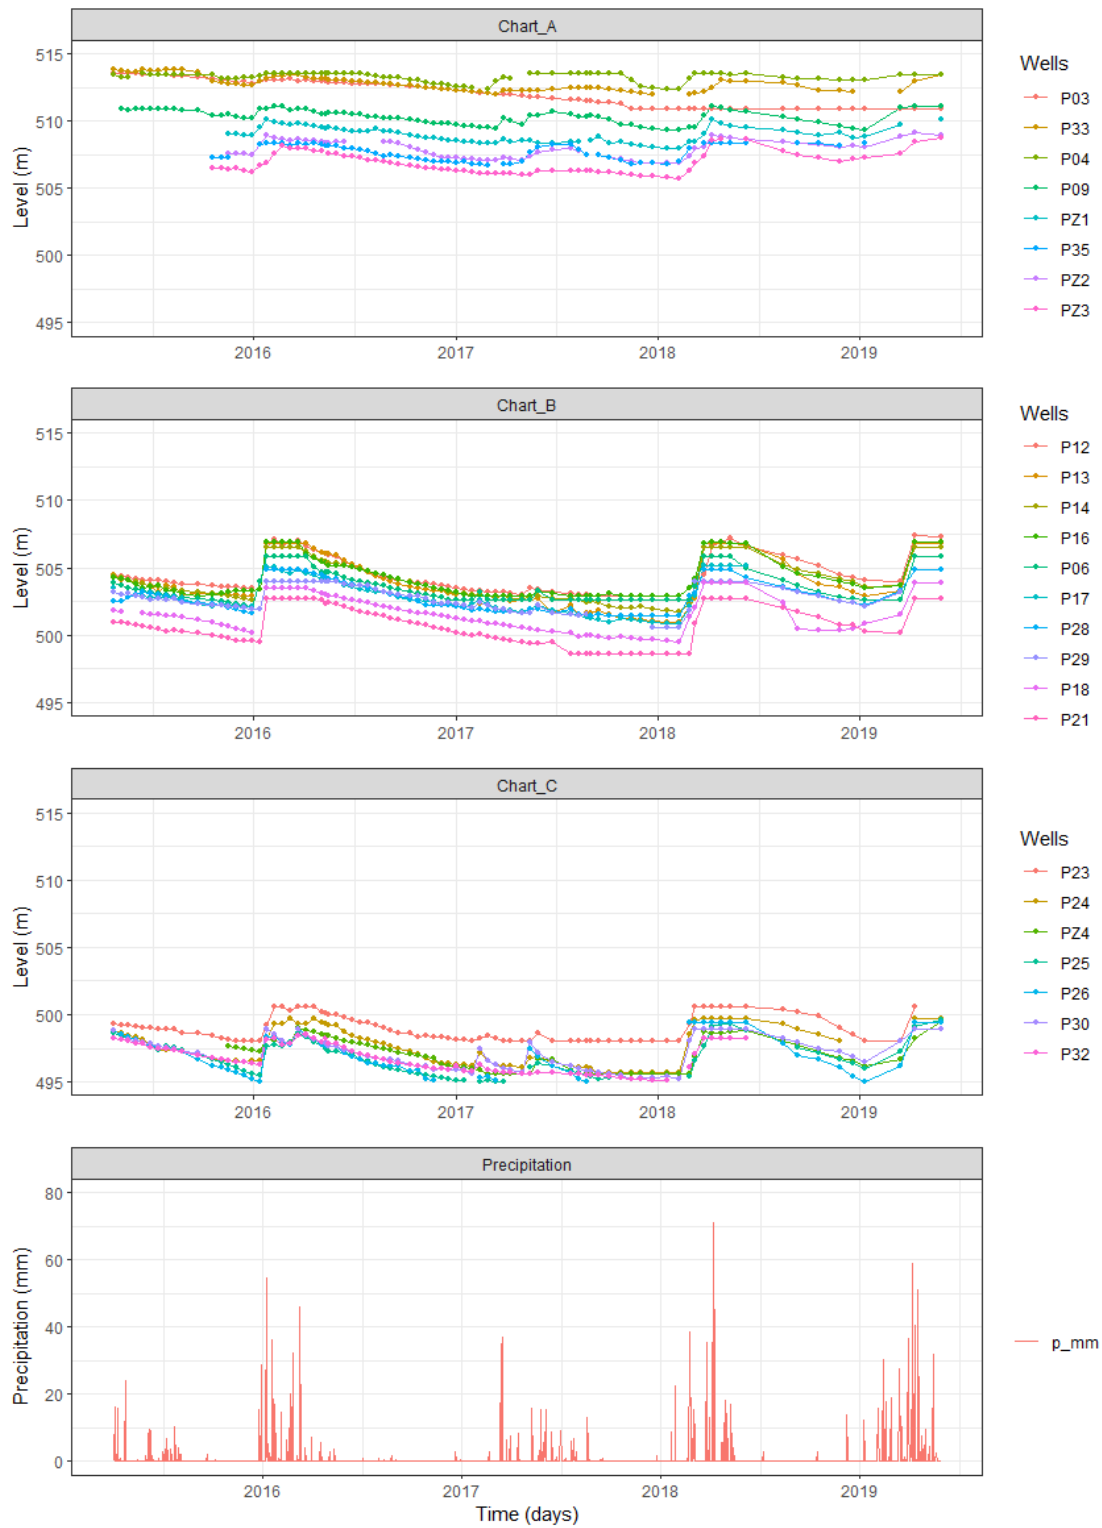 Chart_A
515
510
505
500
495
Level (m)
2016 2017 2018 2019
Wells
P03
P33
P04
P09
PZ1
P35
PZ2
PZ3
Chart_B
515
510
505
500
495
Level (m)
2016 2017 2018 2019
Wells
P12
P13
P14
P16
P06
P17
P28
P29
P18
P21
Chart_C
515
510
505
500
495
Level (m)
2016 2017 2018 2019
Wells
P23
P24
PZ4
P25
P26
P30
P32
Precipitation
80
60
40
20
0
Precipitation (mm)
2016 2017 2018 2019
Time (days)
p_mm